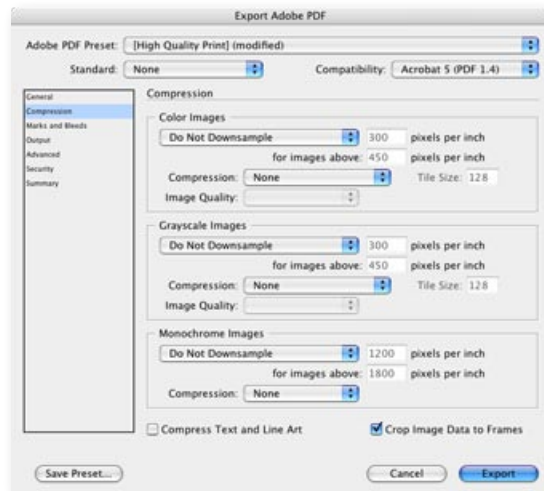 Export Adobe PDF
Adobe PDF Preset: [High Quality Print] (modified)
Standard: None Compatibility: Acrobat 5 (PDF 1.4)
General
Compression
Marks and Bleeds
Output
Advanced
Security
Summary
Compression
Color Images
Do Not Downsample 300 pixels per inch
for images above: 450 pixels per inch
Compression: None Tile Size: 128
Image Quality:
Grayscale Images
Do Not Downsample 300 pixels per inch
for images above: 450 pixels per inch
Compression: None Tile Size: 128
Image Quality:
Monochrome Images
Do Not Downsample 1200 pixels per inch
for images above: 1800 pixels per inch
Compression: None
Compress Text and Line Art Crop Image Data to Frames
Save Preset... Cancel Export